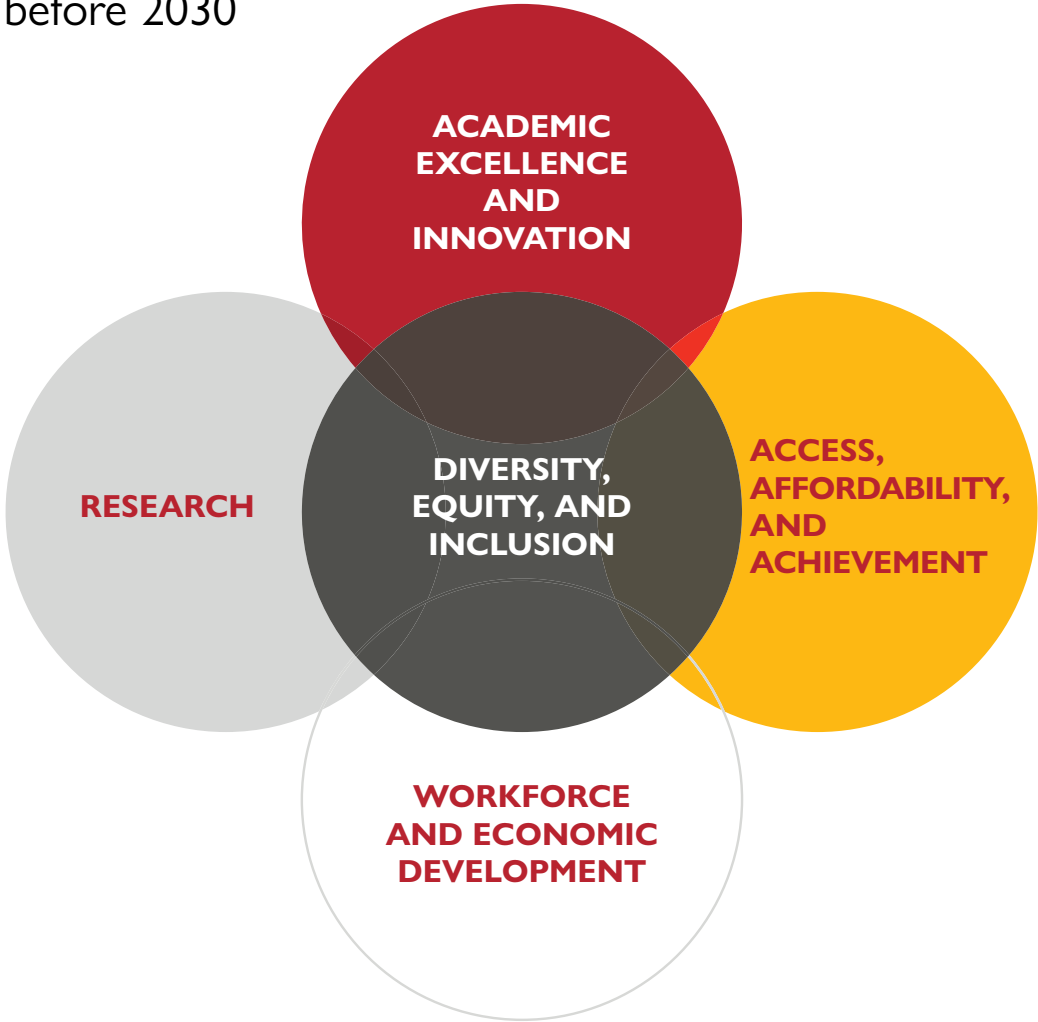 before 2030
ACADEMIC
EXCELLENCE
AND
INNOVATION
RESEARCH
DIVERSITY,
EQUITY, AND
INCLUSION
ACCESS,
AFFORDABILITY,
AND
ACHIEVEMENT
WORKFORCE
AND ECONOMIC
DEVELOPMENT